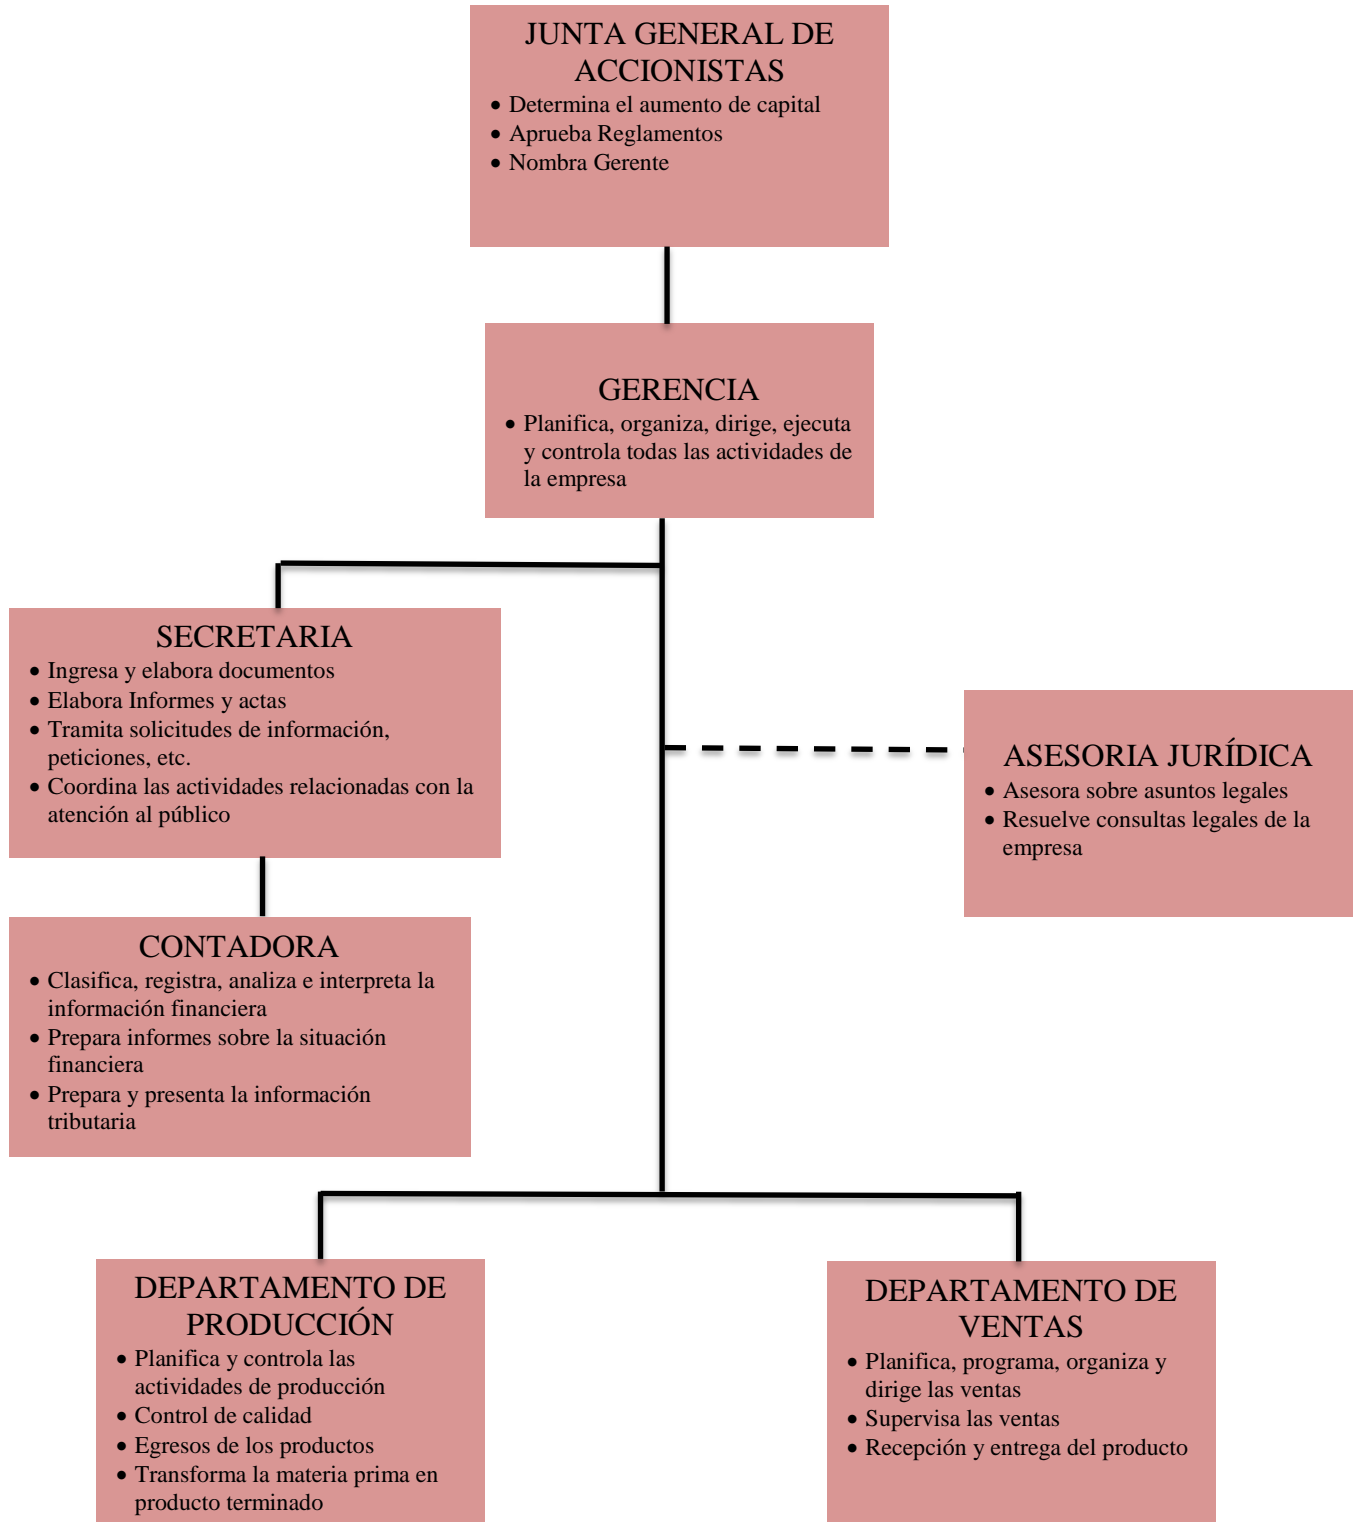 JUNTA GENERAL DE
ACCIONISTAS
• Determina el aumento de capital
• Aprueba Reglamentos
• Nombra Gerente
GERENCIA
• Planifica, organiza, dirige, ejecuta
y controla todas las actividades de
la empresa
SECRETARIA
• Ingresa y elabora documentos
• Elabora Informes y actas
• Tramita solicitudes de información,
peticiones, etc.
• Coordina las actividades relacionadas con la
atención al público
ASESORIA JURÍDICA
• Asesora sobre asuntos legales
• Resuelve consultas legales de la
empresa
CONTADORA
• Clasifica, registra, analiza e interpreta la
información financiera
• Prepara informes sobre la situación
financiera
• Prepara y presenta la información
tributaria
DEPARTAMENTO DE
PRODUCCIÓN
• Planifica y controla las
actividades de producción
• Control de calidad
• Egresos de los productos
• Transforma la materia prima en
producto terminado
DEPARTAMENTO DE
VENTAS
• Planifica, programa, organiza y
dirige las ventas
• Supervisa las ventas
• Recepción y entrega del producto